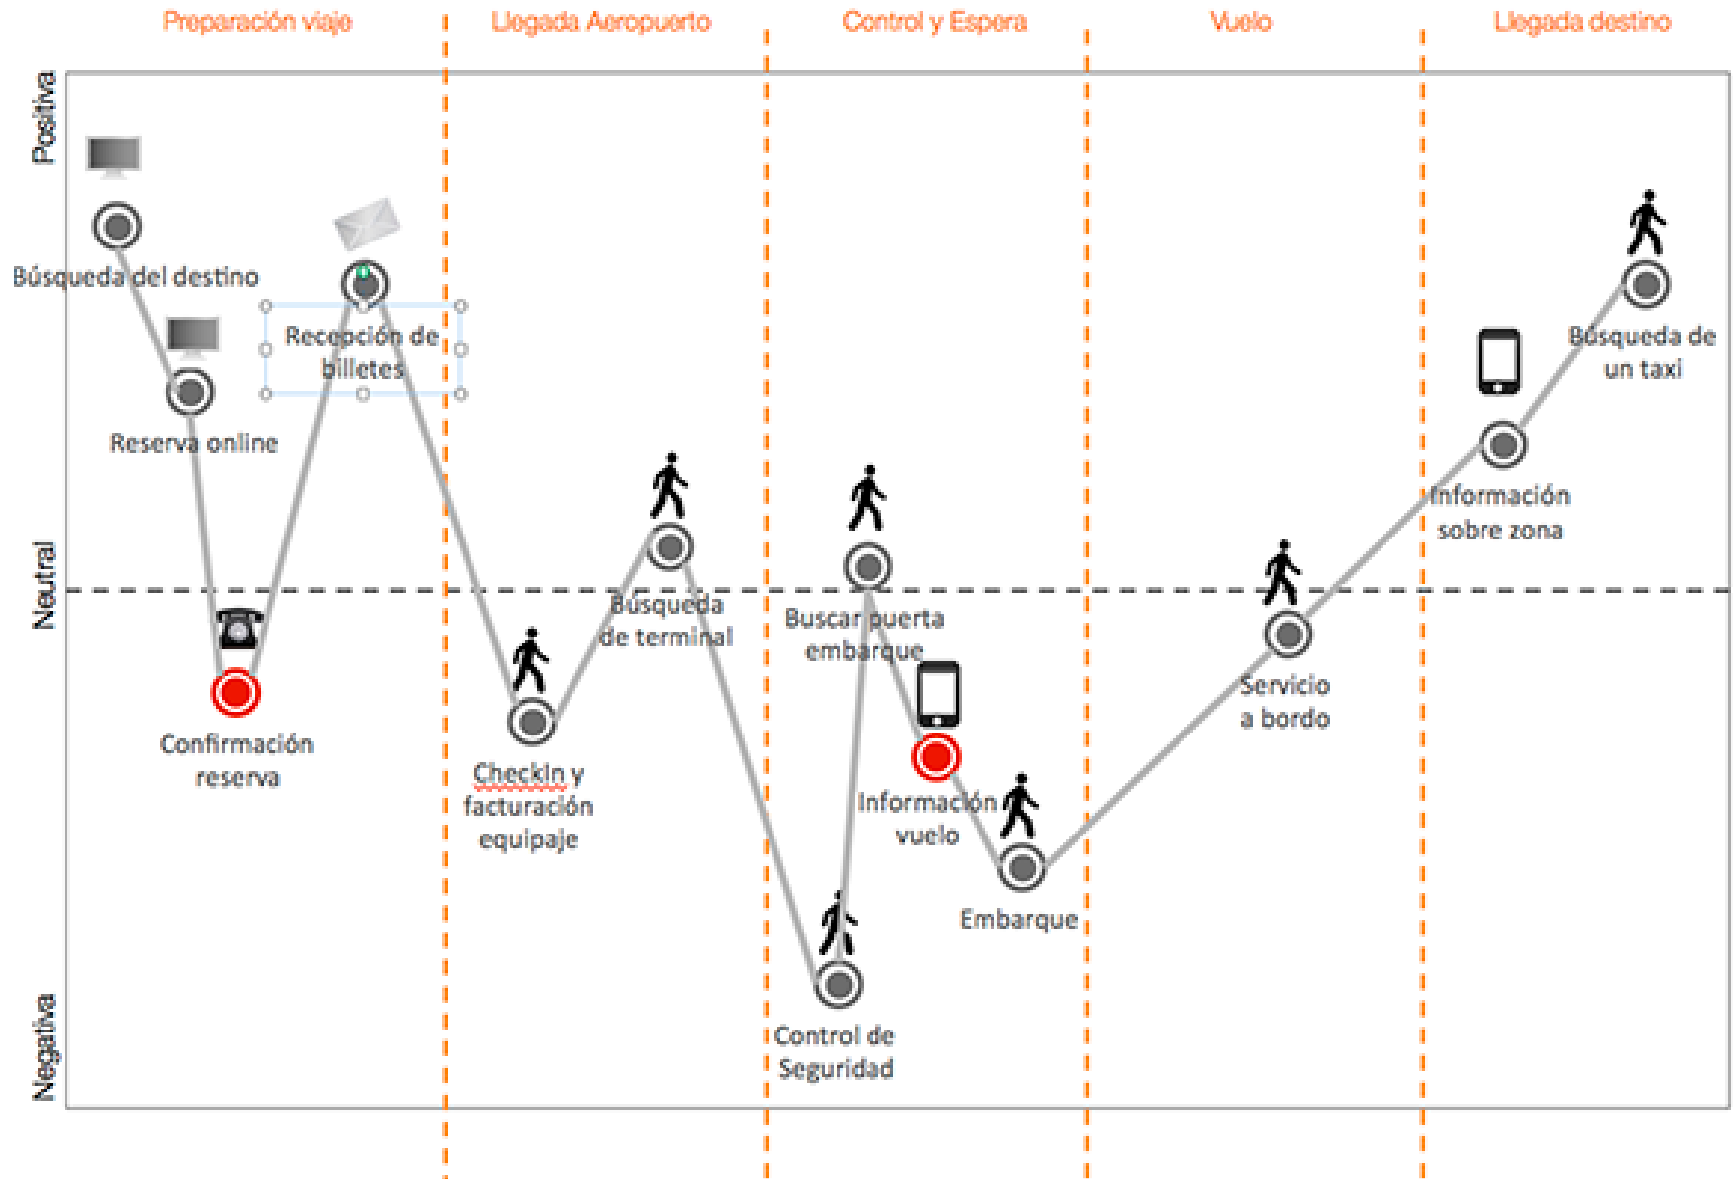 Preparación viaje
Llegada Aeropuerto
Control y Espera
Vuelo
Llegada destino
Positiva
Neutral
Negativa
Búsqueda del destino
Reserva online
Confirmación
reserva
Recepción de
billetes
CheckIn y
facturación
equipaje
Búsqueda
de terminal
Control de
Seguridad
Buscar puerta
embarque
Información
vuelo
Embarque
Servicio
a bordo
Información
sobre zona
Búsqueda de
un taxi